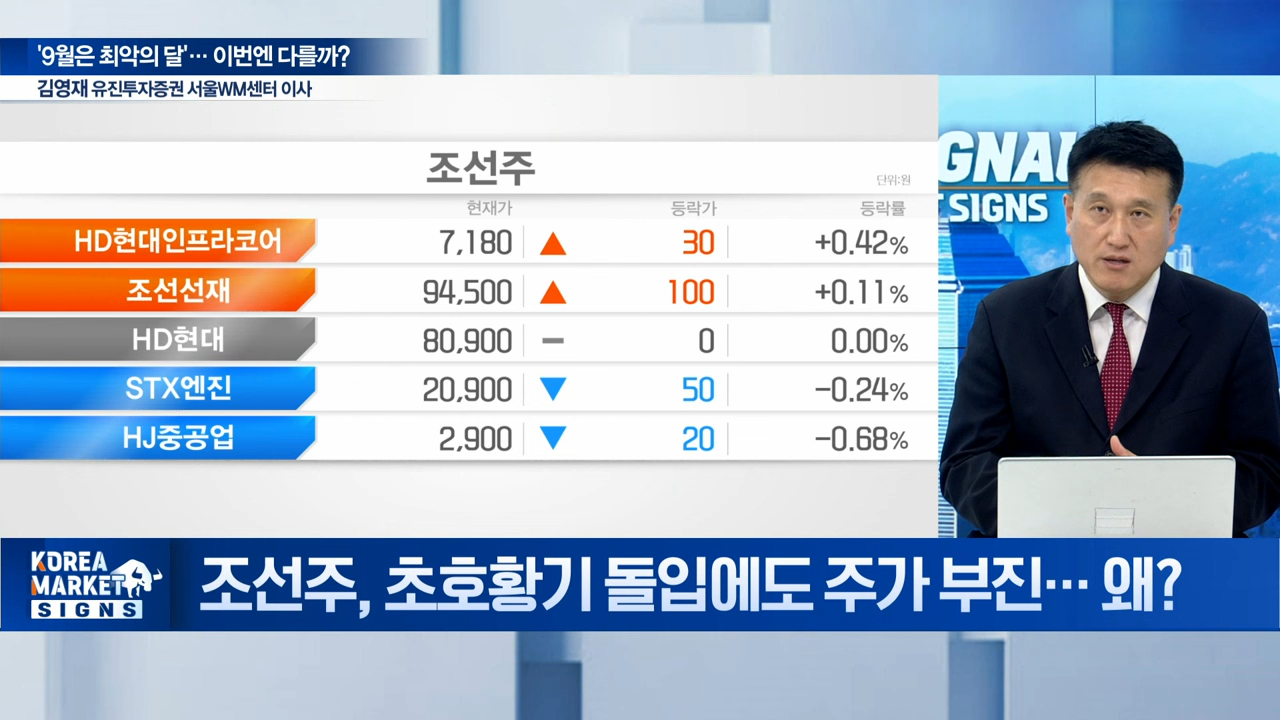 '9월은 최악의 달'… 이번엔 다를까?
김영재 유진투자증권 서울WM센터 이사
조선주
단위:원
현재가 등락가 등락률
HD현대인프라코어 7,180 ▲ 30 +0.42%
조선선재 94,500 ▲ 100 +0.11%
HD현대 80,900 － 0 0.00%
STX엔진 20,900 ▼ 50 -0.24%
HJ중공업 2,900 ▼ 20 -0.68%
GNAL
SIGNS
KOREA
MARKET
SIGNS
조선주, 초호황기 돌입에도 주가 부진… 왜?